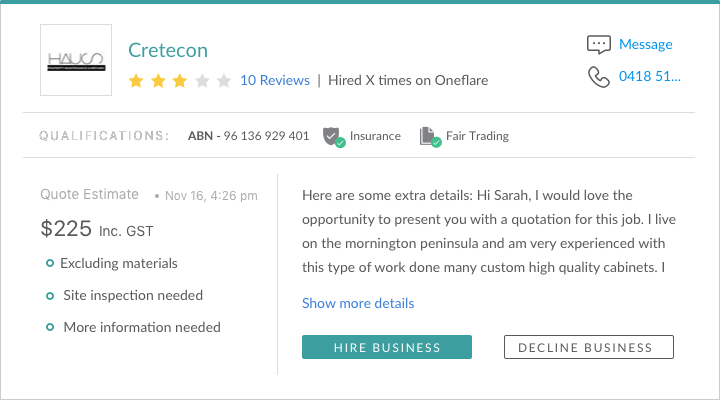 HAUSO
Cretecon
Message
10 Reviews | Hired X times on Oneflare
0418 51...
QUALIFICATIONS: ABN - 96 136 929 401 Insurance Fair Trading
Quote Estimate • Nov 16, 4:26 pm
$225 Inc. GST
Excluding materials
Site inspection needed
More information needed
Here are some extra details: Hi Sarah, I would love the
opportunity to present you with a quotation for this job. I live
on the mornington peninsula and am very experienced with
this type of work done many custom high quality cabinets. I
Show more details
HIRE BUSINESS
DECLINE BUSINESS